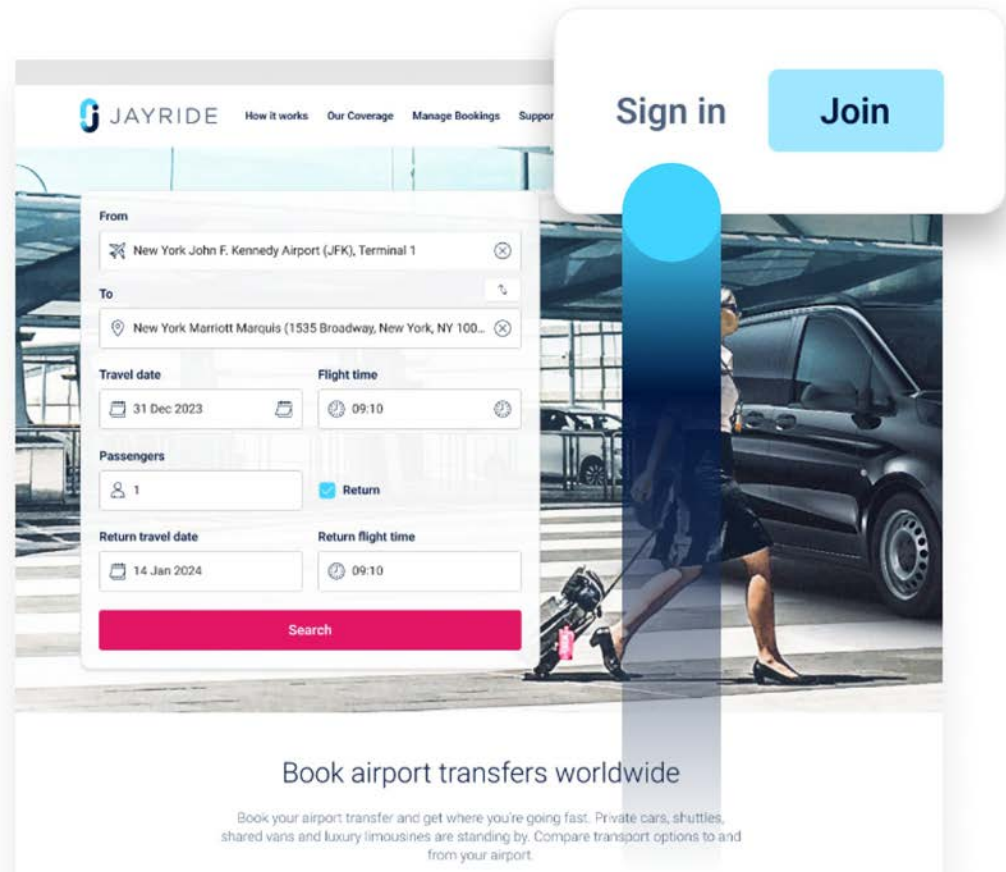 JAYRIDE
How it works
Our Coverage
Manage Bookings
Sign in
Join
From
New York John F. Kennedy Airport (JFK), Terminal 1
To
New York Marriott Marquis (1535 Broadway, New York, NY 100...
Travel date
Flight time
31 Dec 2023
09:10
Passengers
1
Return
Return travel date
Return flight time
14 Jan 2024
09:10
Search
Book airport transfers worldwide
Book your airport transfer and get where you're going fast. Private cars, shuttles,
shared vans and luxury limousines are standing by. Compare transport options to and
from your airport.